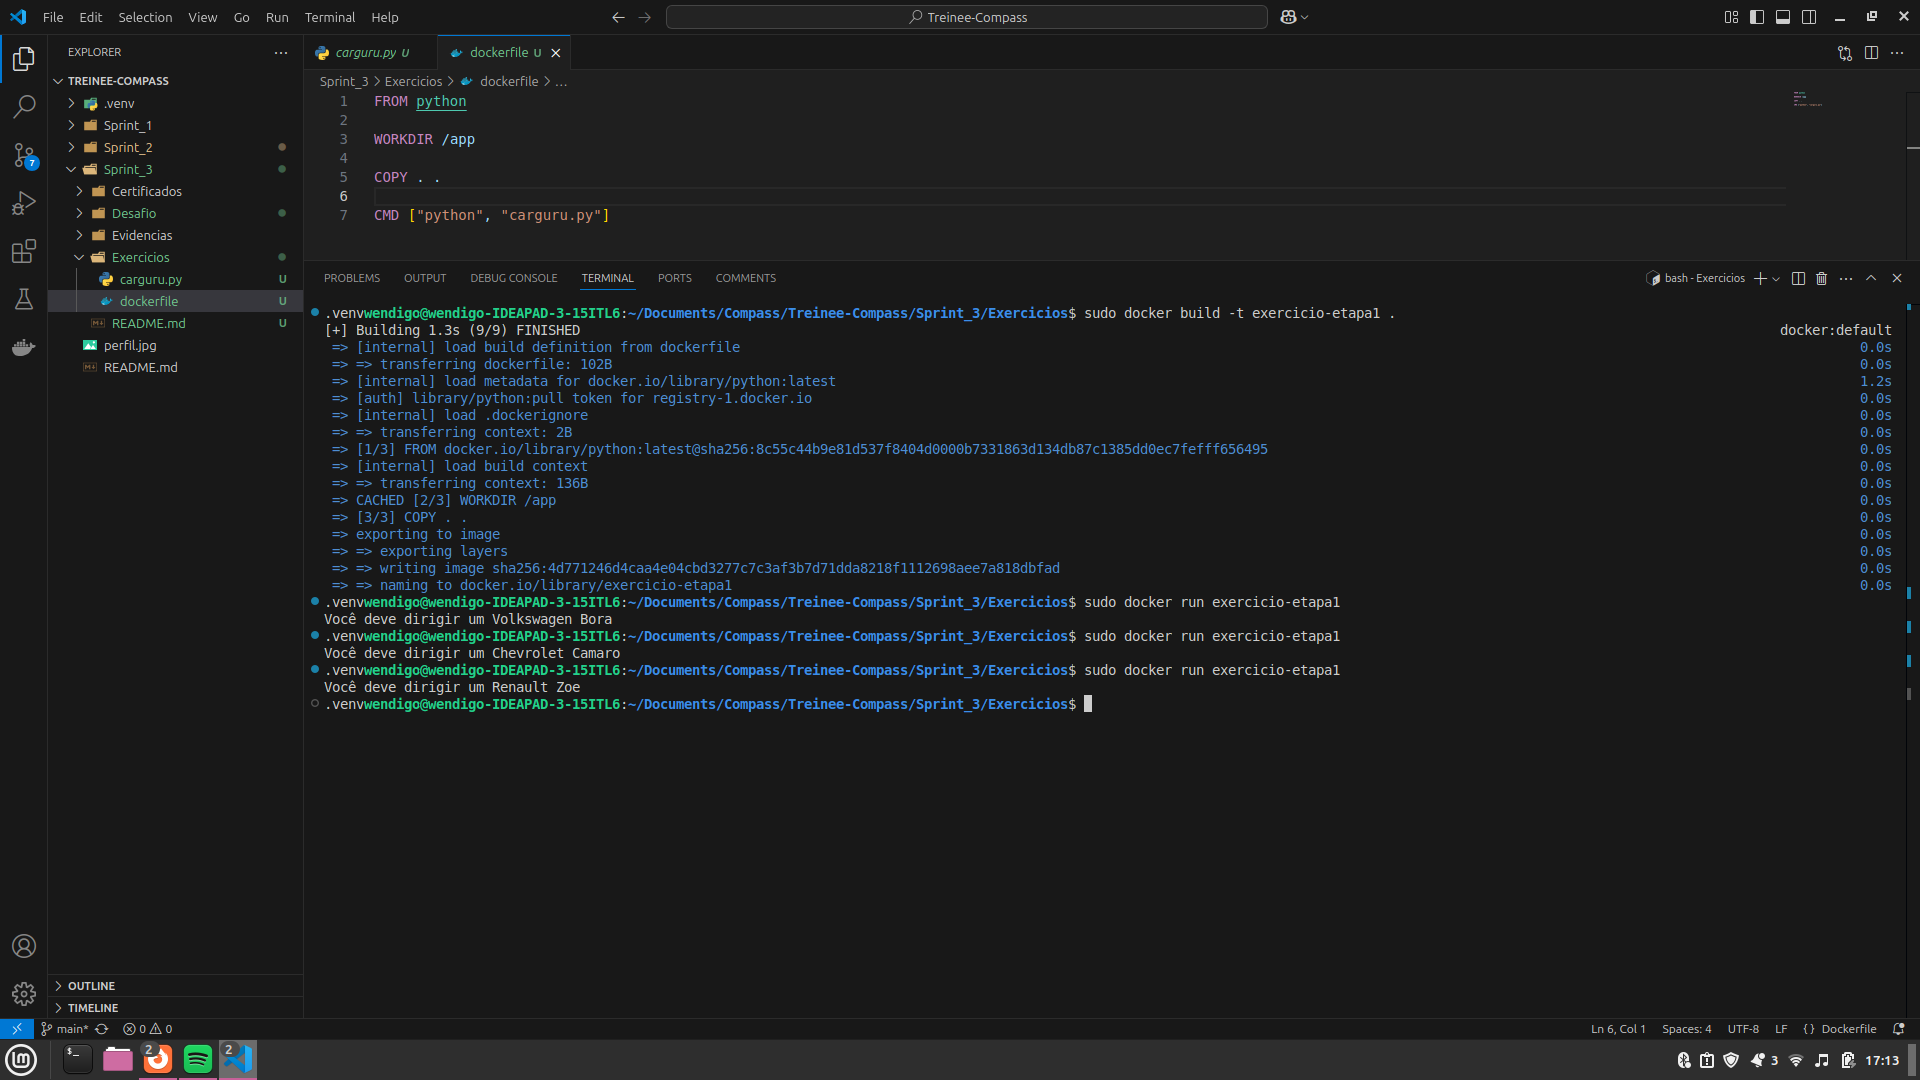 File Edit Selection View Go Run Terminal Help
Treinee-Compass
EXPLORER
TREINEE-COMPASS
.venv
Sprint_1
Sprint_2
Sprint_3
Certificados
Desafio
Evidencias
Exercicios
carguru.py U
dockerfile U
README.md U
perfil.jpg
README.md
OUTLINE
TIMELINE
7
carguru.py U
dockerfile U
Sprint_3 > Exercicios > dockerfile > ...
1 FROM python
2
3 WORKDIR /app
4
5 COPY . .
6
7 CMD ["python", "carguru.py"]
PROBLEMS OUTPUT DEBUG CONSOLE TERMINAL PORTS COMMENTS
bash - Exercicios
.venvwendigo@wendigo-IDEAPAD-3-15ITL6:~/Documents/Compass/Treinee-Compass/Sprint_3/Exercicios$ sudo docker build -t exercicio-etapa1 .
[+] Building 1.3s (9/9) FINISHED docker:default
=> [internal] load build definition from dockerfile 0.0s
=> => transferring dockerfile: 102B 0.0s
=> [internal] load metadata for docker.io/library/python:latest 1.2s
=> [auth] library/python:pull token for registry-1.docker.io 0.0s
=> [internal] load .dockerignore 0.0s
=> => transferring context: 2B 0.0s
=> [1/3] FROM docker.io/library/python:latest@sha256:8c55c44b9e81d537f8404d0000b7331863d134db87c1385dd0ec7fefff656495 0.0s
=> [internal] load build context 0.0s
=> => transferring context: 136B 0.0s
=> CACHED [2/3] WORKDIR /app 0.0s
=> [3/3] COPY . . 0.0s
=> exporting to image 0.0s
=> => exporting layers 0.0s
=> => writing image sha256:4d771246d4caa4e04cbd3277c7c3af3b7d71dda8218f1112698aee7a818dbfad 0.0s
=> => naming to docker.io/library/exercicio-etapa1 0.0s
.venvwendigo@wendigo-IDEAPAD-3-15ITL6:~/Documents/Compass/Treinee-Compass/Sprint_3/Exercicios$ sudo docker run exercicio-etapa1
Você deve dirigir um Volkswagen Bora
.venvwendigo@wendigo-IDEAPAD-3-15ITL6:~/Documents/Compass/Treinee-Compass/Sprint_3/Exercicios$ sudo docker run exercicio-etapa1
Você deve dirigir um Chevrolet Camaro
.venvwendigo@wendigo-IDEAPAD-3-15ITL6:~/Documents/Compass/Treinee-Compass/Sprint_3/Exercicios$ sudo docker run exercicio-etapa1
Você deve dirigir um Renault Zoe
.venvwendigo@wendigo-IDEAPAD-3-15ITL6:~/Documents/Compass/Treinee-Compass/Sprint_3/Exercicios$
main* 0 0
Ln 6, Col 1 Spaces: 4 UTF-8 LF {} Dockerfile
2 2
3 17:13